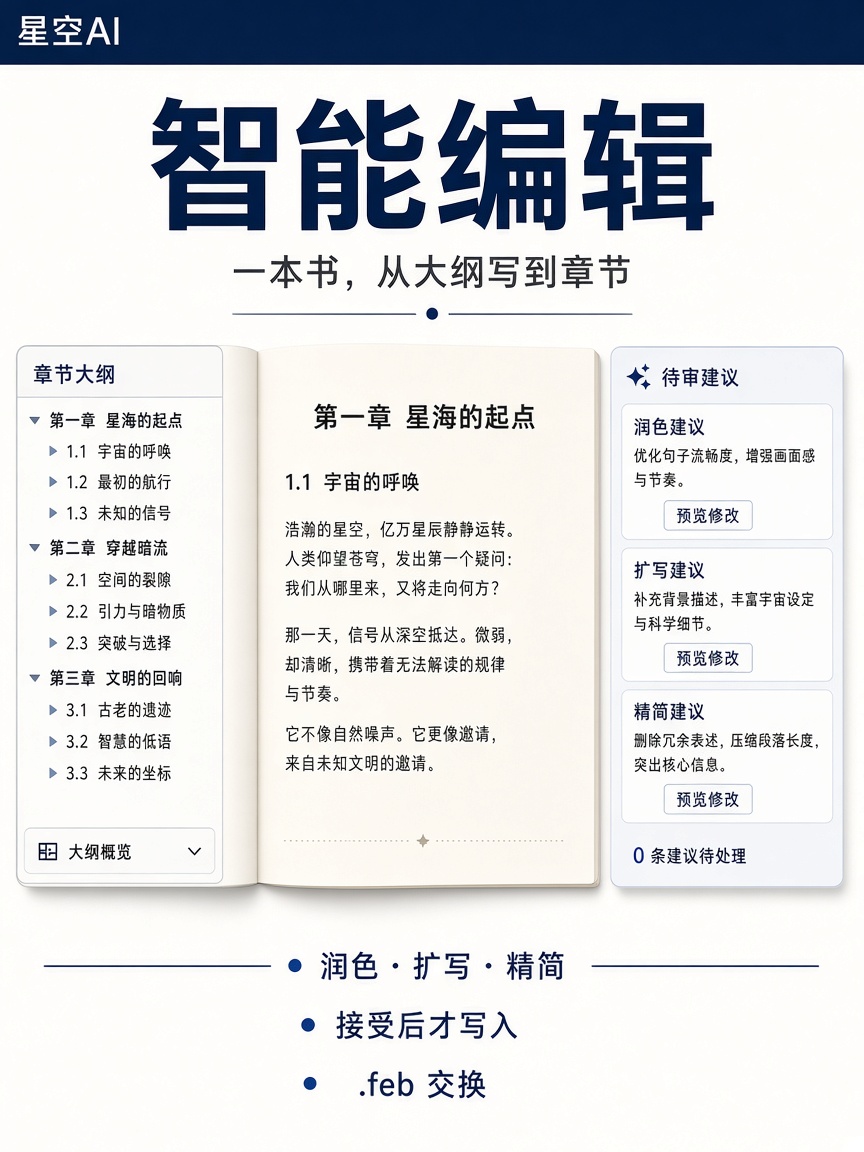 星空AI
智能编辑
一本书，从大纲写到章节
章节大纲
第一章 星海的起点
1.1 宇宙的呼唤
1.2 最初的航行
1.3 未知的信号
第二章 穿越暗流
2.1 空间的裂隙
2.2 引力与暗物质
2.3 突破与选择
第三章 文明的回响
3.1 古老的遗迹
3.2 智慧的低语
3.3 未来的坐标
大纲概览
第一章 星海的起点
1.1 宇宙的呼唤
浩瀚的星空，亿万星辰静静运转。
人类仰望苍穹，发出第一个疑问：
我们从哪里来，又将走向何方？
那一天，信号从深空抵达。微弱，
却清晰，携带着无法解读的规律
与节奏。
它不像自然噪声。它更像邀请，
来自未知文明的邀请。
待审建议
润色建议
优化句子流畅度，增强画面感
与节奏。
预览修改
扩写建议
补充背景描述，丰富宇宙设定
与科学细节。
预览修改
精简建议
删除冗余表述，压缩段落长度，
突出核心信息。
预览修改
0 条建议待处理
润色·扩写·精简
接受后才写入
.feb 交换